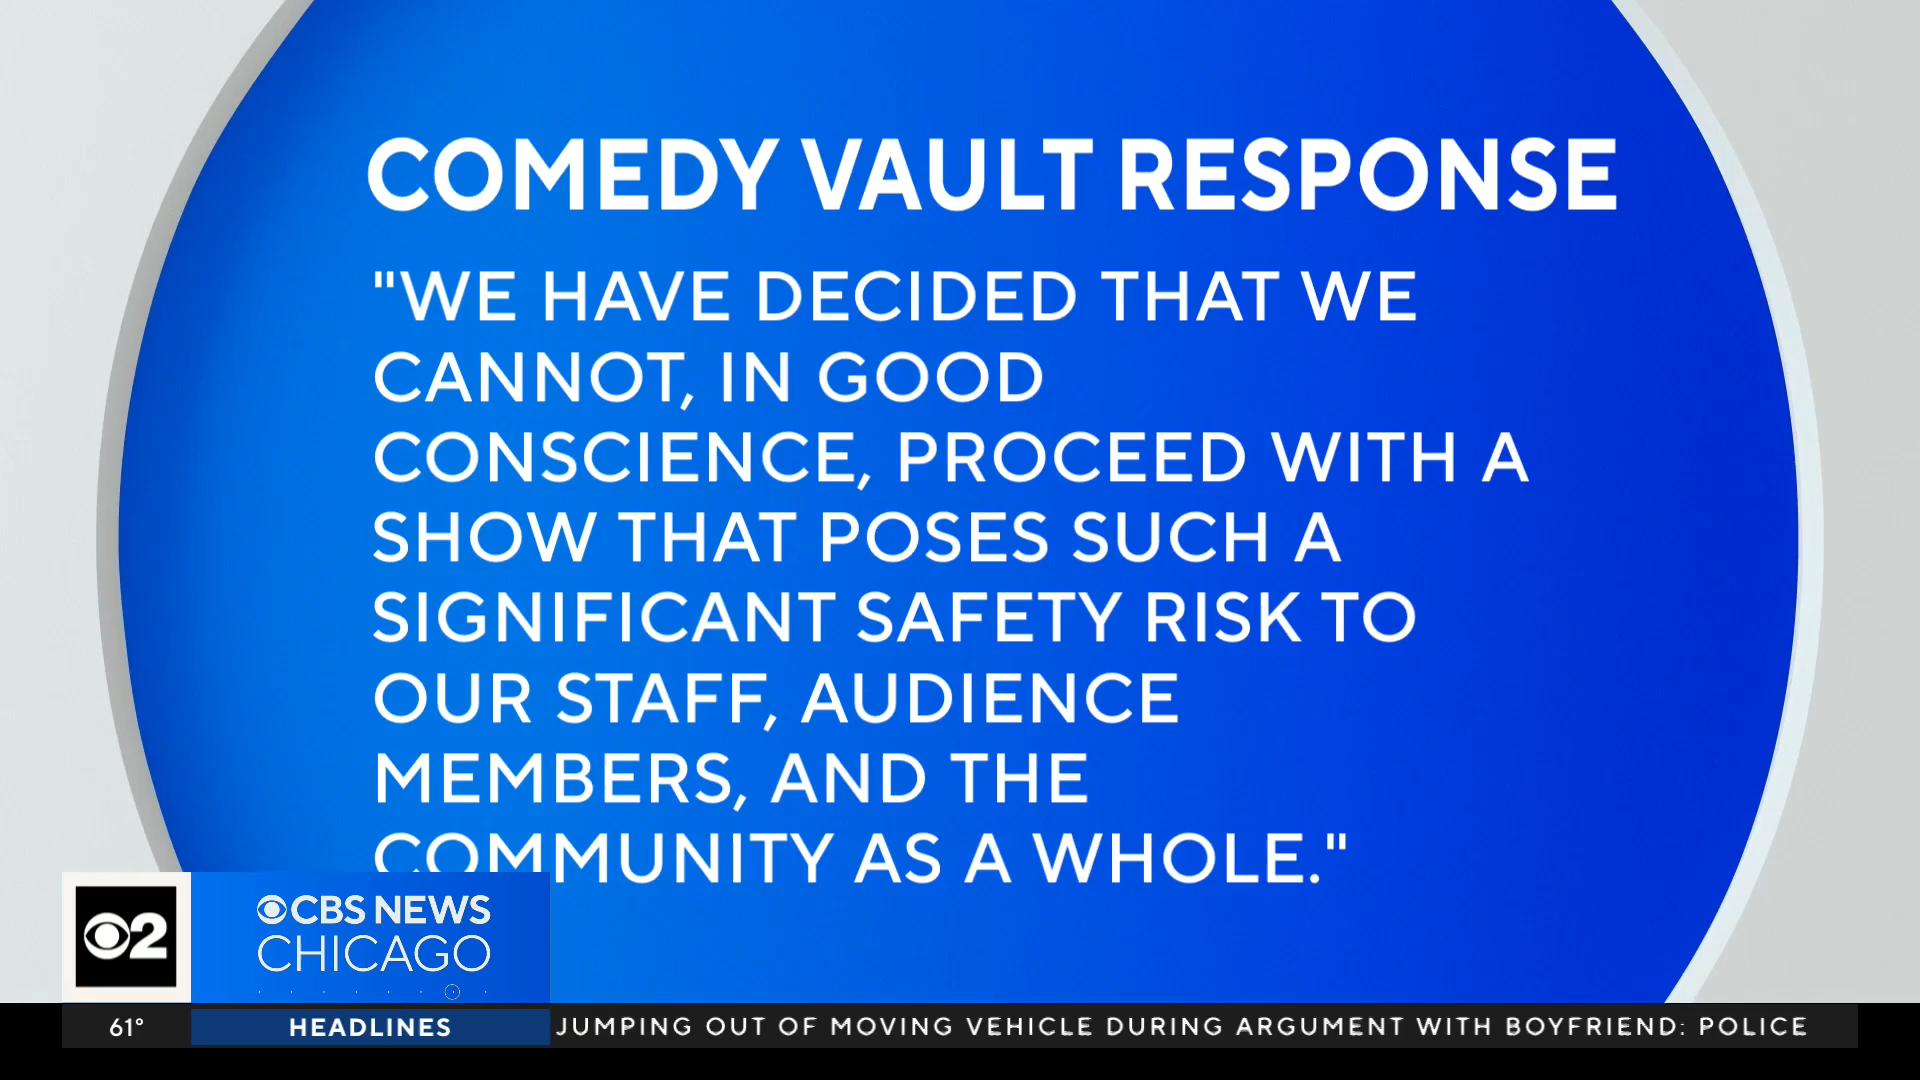 COMEDY VAULT RESPONSE
"WE HAVE DECIDED THAT WE
CANNOT, IN GOOD
CONSCIENCE, PROCEED WITH A
SHOW THAT POSES SUCH A
SIGNIFICANT SAFETY RISK TO
OUR STAFF, AUDIENCE
MEMBERS, AND THE
COMMUNITY AS A WHOLE."
2
CBS NEWS
CHICAGO
61°
HEADLINES
JUMPING OUT OF MOVING VEHICLE DURING ARGUMENT WITH BOYFRIEND: POLICE